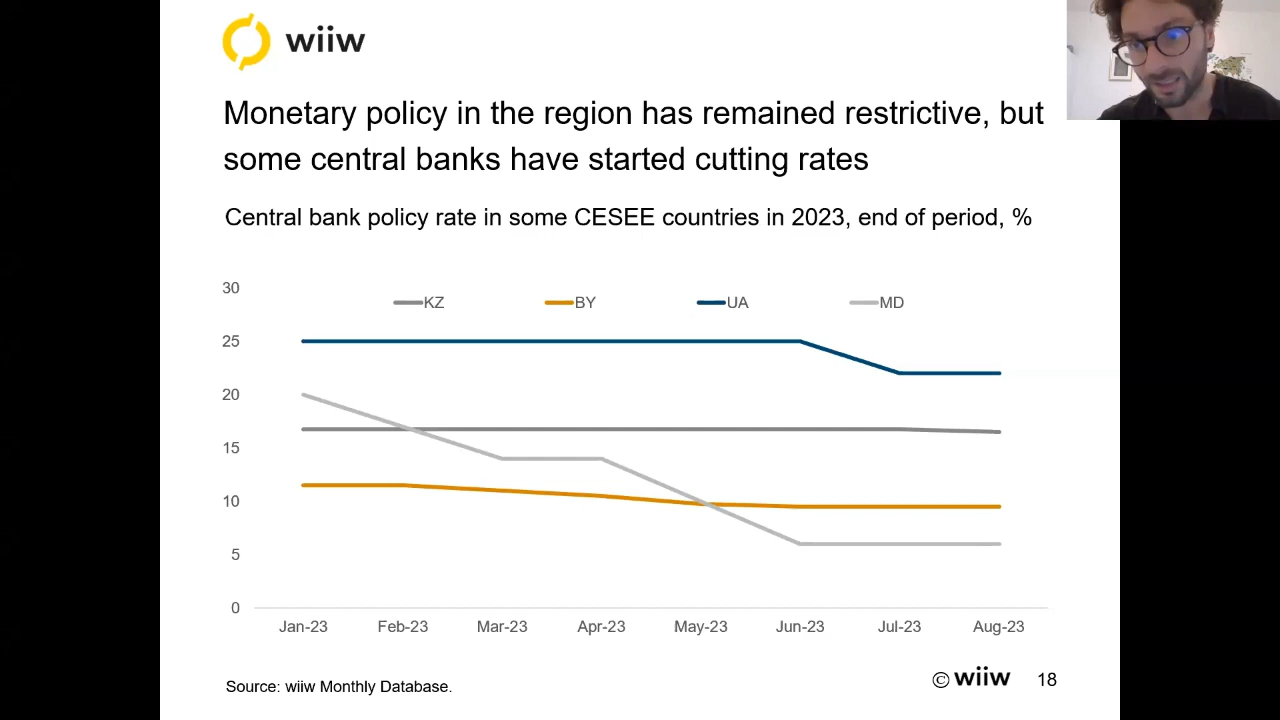 wiiw
Monetary policy in the region has remained restrictive, but
some central banks have started cutting rates
Central bank policy rate in some CESEE countries in 2023, end of period, %
30
KZ BY UA MD
25
20
15
10
5
0
Jan-23 Feb-23 Mar-23 Apr-23 May-23 Jun-23 Jul-23 Aug-23
Source: wiiw Monthly Database.
© wiiw 18